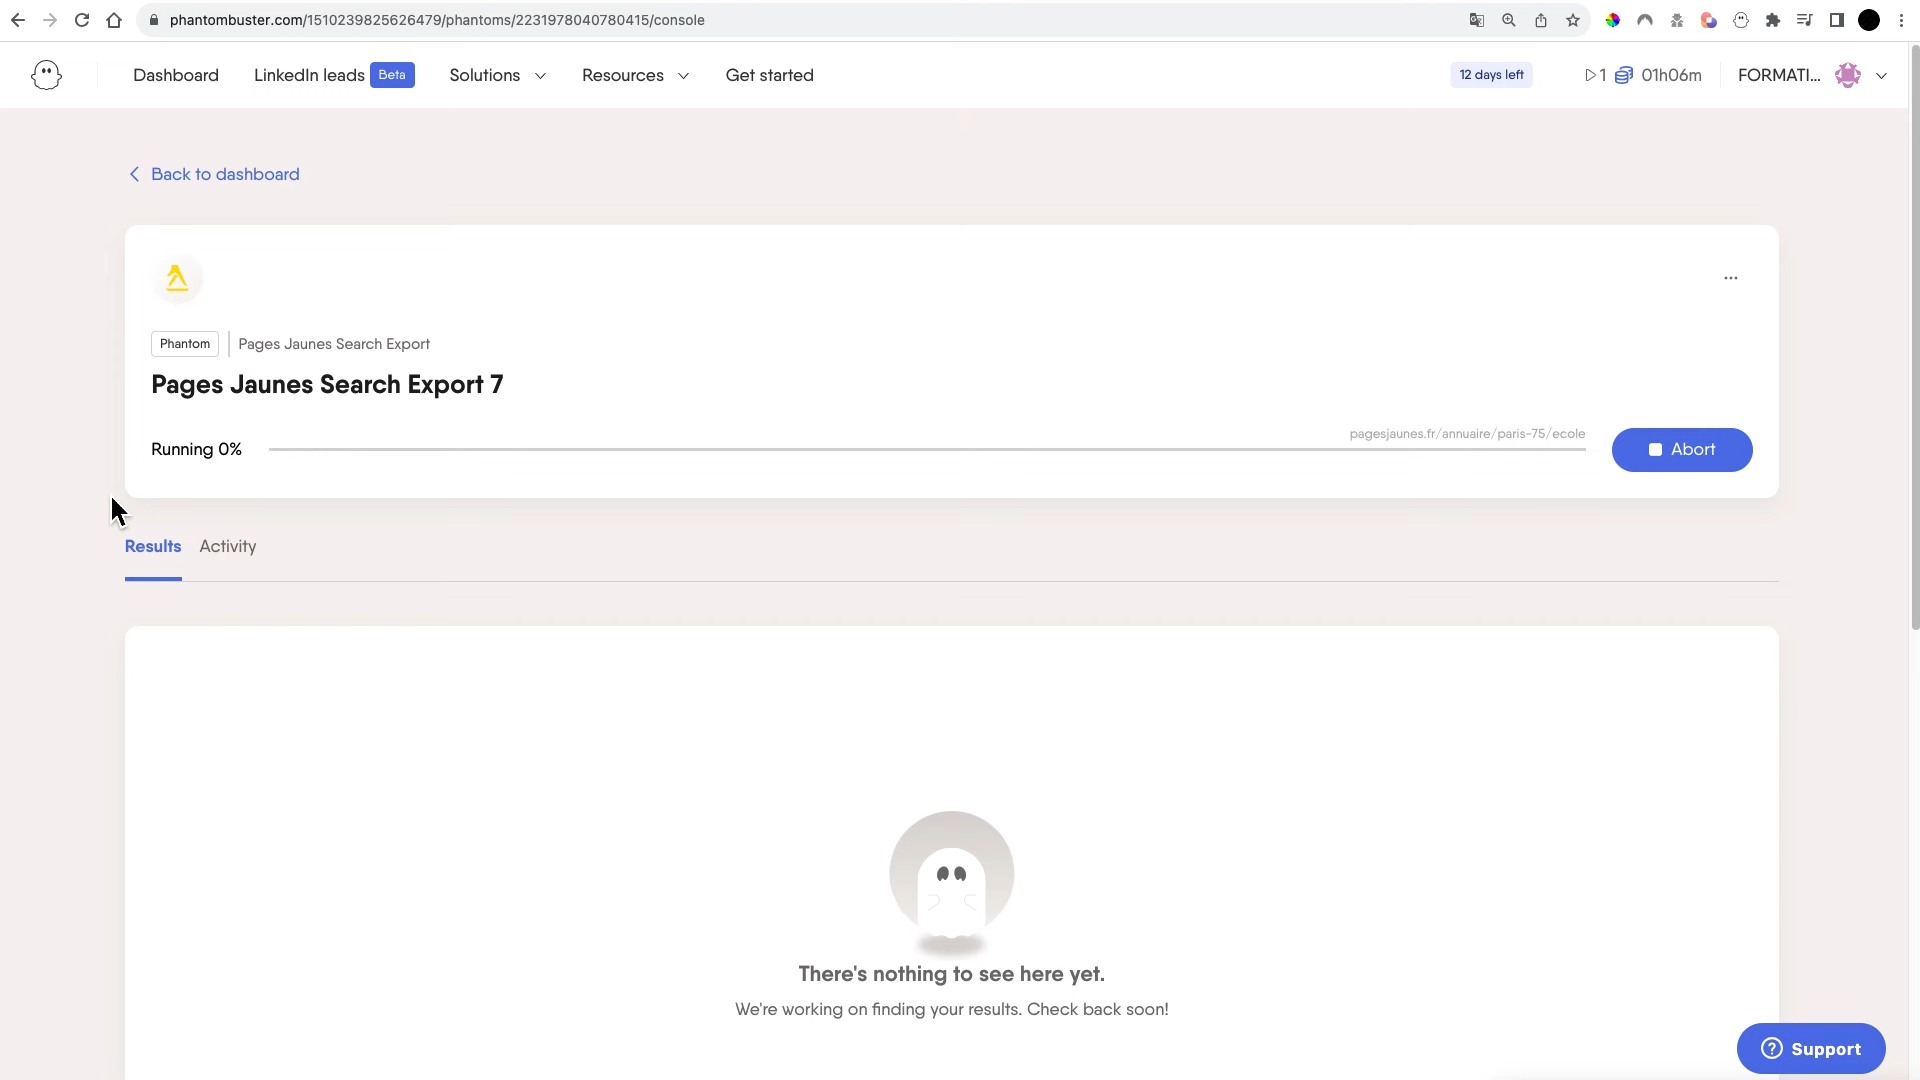 phantombuster.com/1510239825626479/phantoms/2231978040780415/console
Dashboard LinkedIn leads Beta Solutions Resources Get started 12 days left 1 01h06m FORMATI...
Back to dashboard
Phantom Pages Jaunes Search Export
Pages Jaunes Search Export 7
pagesjaunes.fr/annuaire/paris-75/ecole
Running 0% Abort
Results Activity
There's nothing to see here yet.
We're working on finding your results. Check back soon!
Support